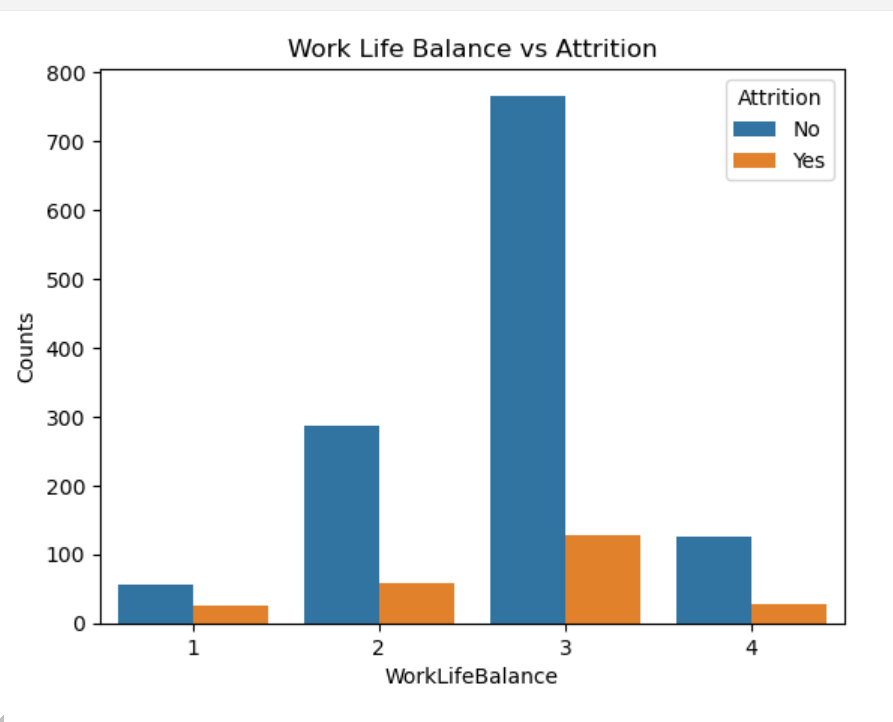 Work Life Balance vs Attrition
800
700
600
500
400
300
200
100
0
Counts
Attrition
No
Yes
1 2 3 4
WorkLifeBalance